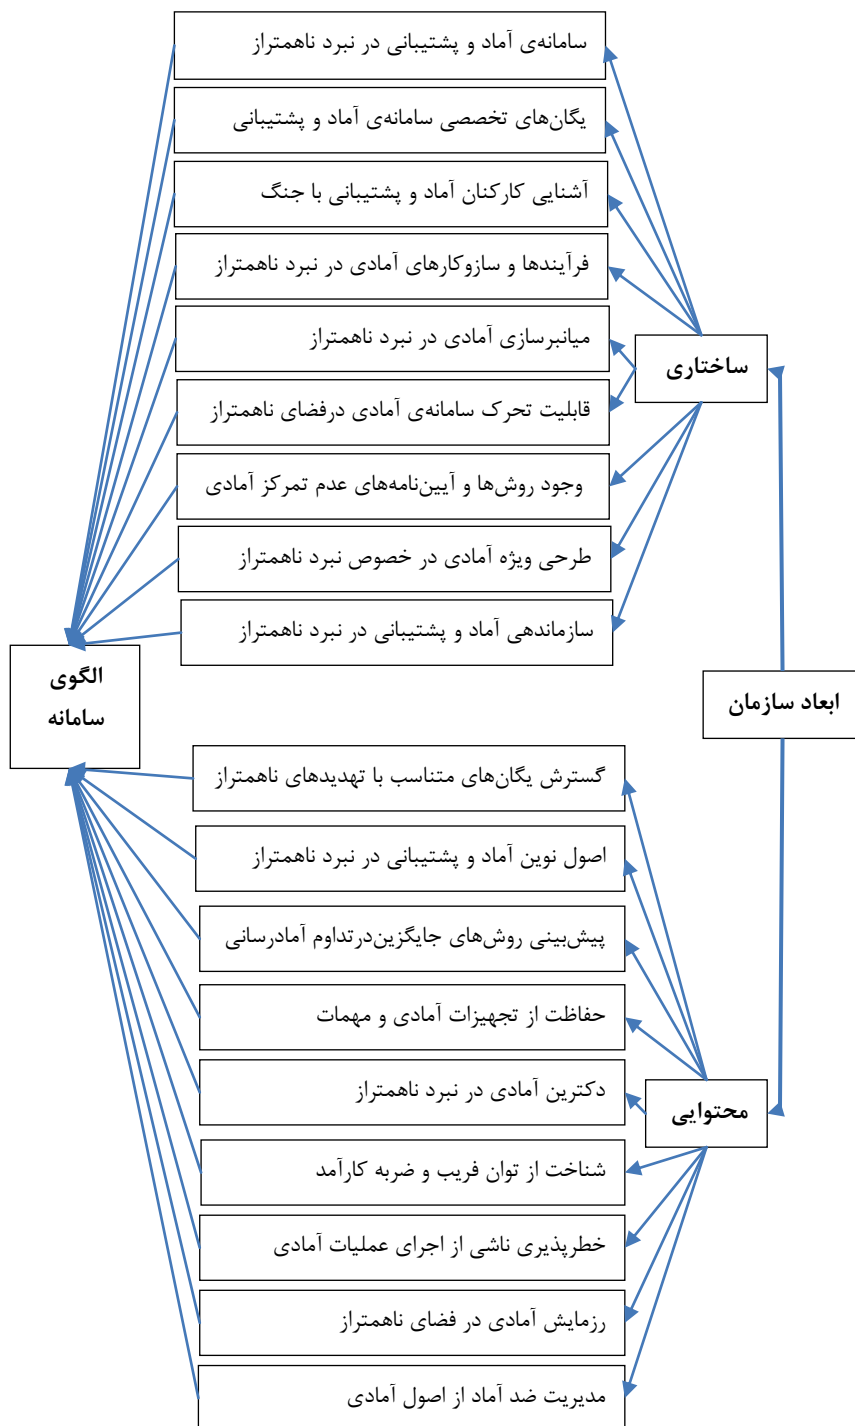 سامانه‌ی آماد و پشتیبانی در نبرد ناهمتراز
یگان‌های تخصصی سامانه‌ی آماد و پشتیبانی
آشنایی کارکنان آماد و پشتیبانی با جنگ
فرآیندها و سازوکارهای آمادی در نبرد ناهمتراز
میانبرسازی آمادی در نبرد ناهمتراز
ساختاری
قابلیت تحرک سامانه‌ی آمادی درفضای ناهمتراز
وجود روش‌ها و آیین‌نامه‌های عدم تمرکز آمادی
طرحی ویژه آمادی در خصوص نبرد ناهمتراز
سازماندهی آماد و پشتیبانی در نبرد ناهمتراز
ابعاد سازمان
الگوی
سامانه
گسترش یگان‌های متناسب با تهدیدهای ناهمتراز
اصول نوین آماد و پشتیبانی در نبرد ناهمتراز
پیش‌بینی روش‌های جایگزین‌درتداوم آمادرسانی
حفاظت از تجهیزات آمادی و مهمات
دکترین آمادی در نبرد ناهمتراز
محتوایی
شناخت از توان فریب و ضربه کارآمد
خطرپذیری ناشی از اجرای عملیات آمادی
رزمایش آمادی در فضای ناهمتراز
مدیریت ضد آماد از اصول آمادی